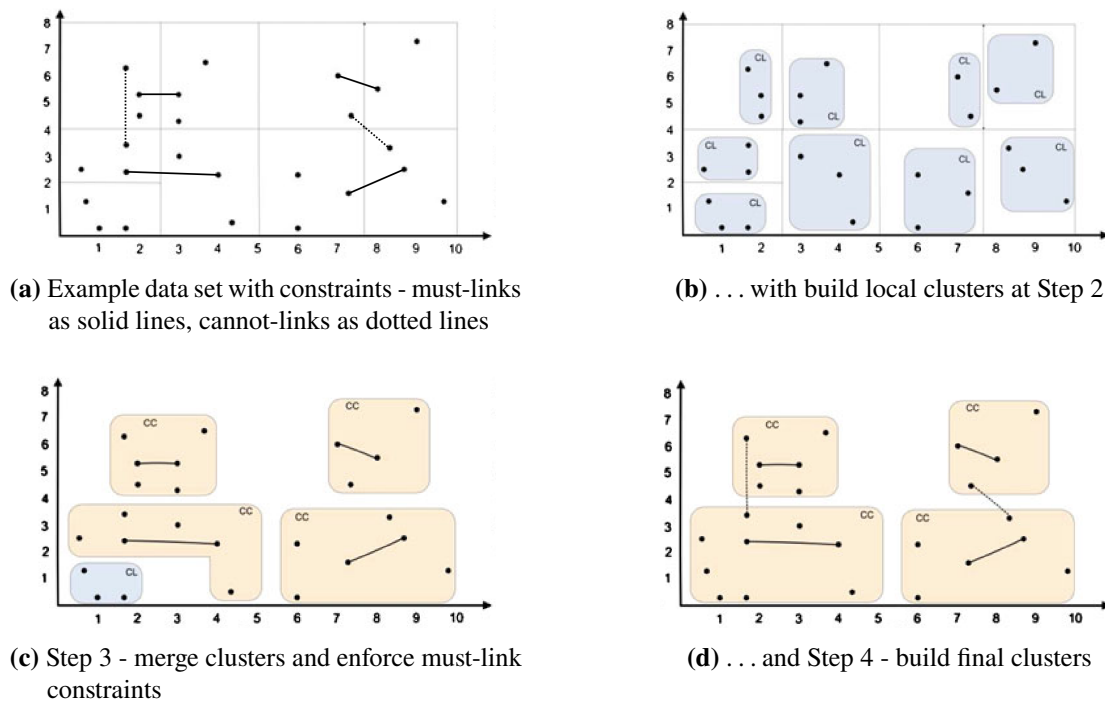 8
7
6
5
4
3
2
1
1 2 3 4 5 6 7 8 9 10
8
7
6
5
4
3
2
1
CL CL CL CL
CL CL
CL CL CL CL
CL
1 2 3 4 5 6 7 8 9 10
(a) Example data set with constraints - must-links
as solid lines, cannot-links as dotted lines
(b) . . . with build local clusters at Step 2
8
7
6
5
4
3
2
1
CC CC
CC CC
CL
1 2 3 4 5 6 7 8 9 10
8
7
6
5
4
3
2
1
CC CC
CC CC
1 2 3 4 5 6 7 8 9 10
(c) Step 3 - merge clusters and enforce must-link
constraints
(d) . . . and Step 4 - build final clusters